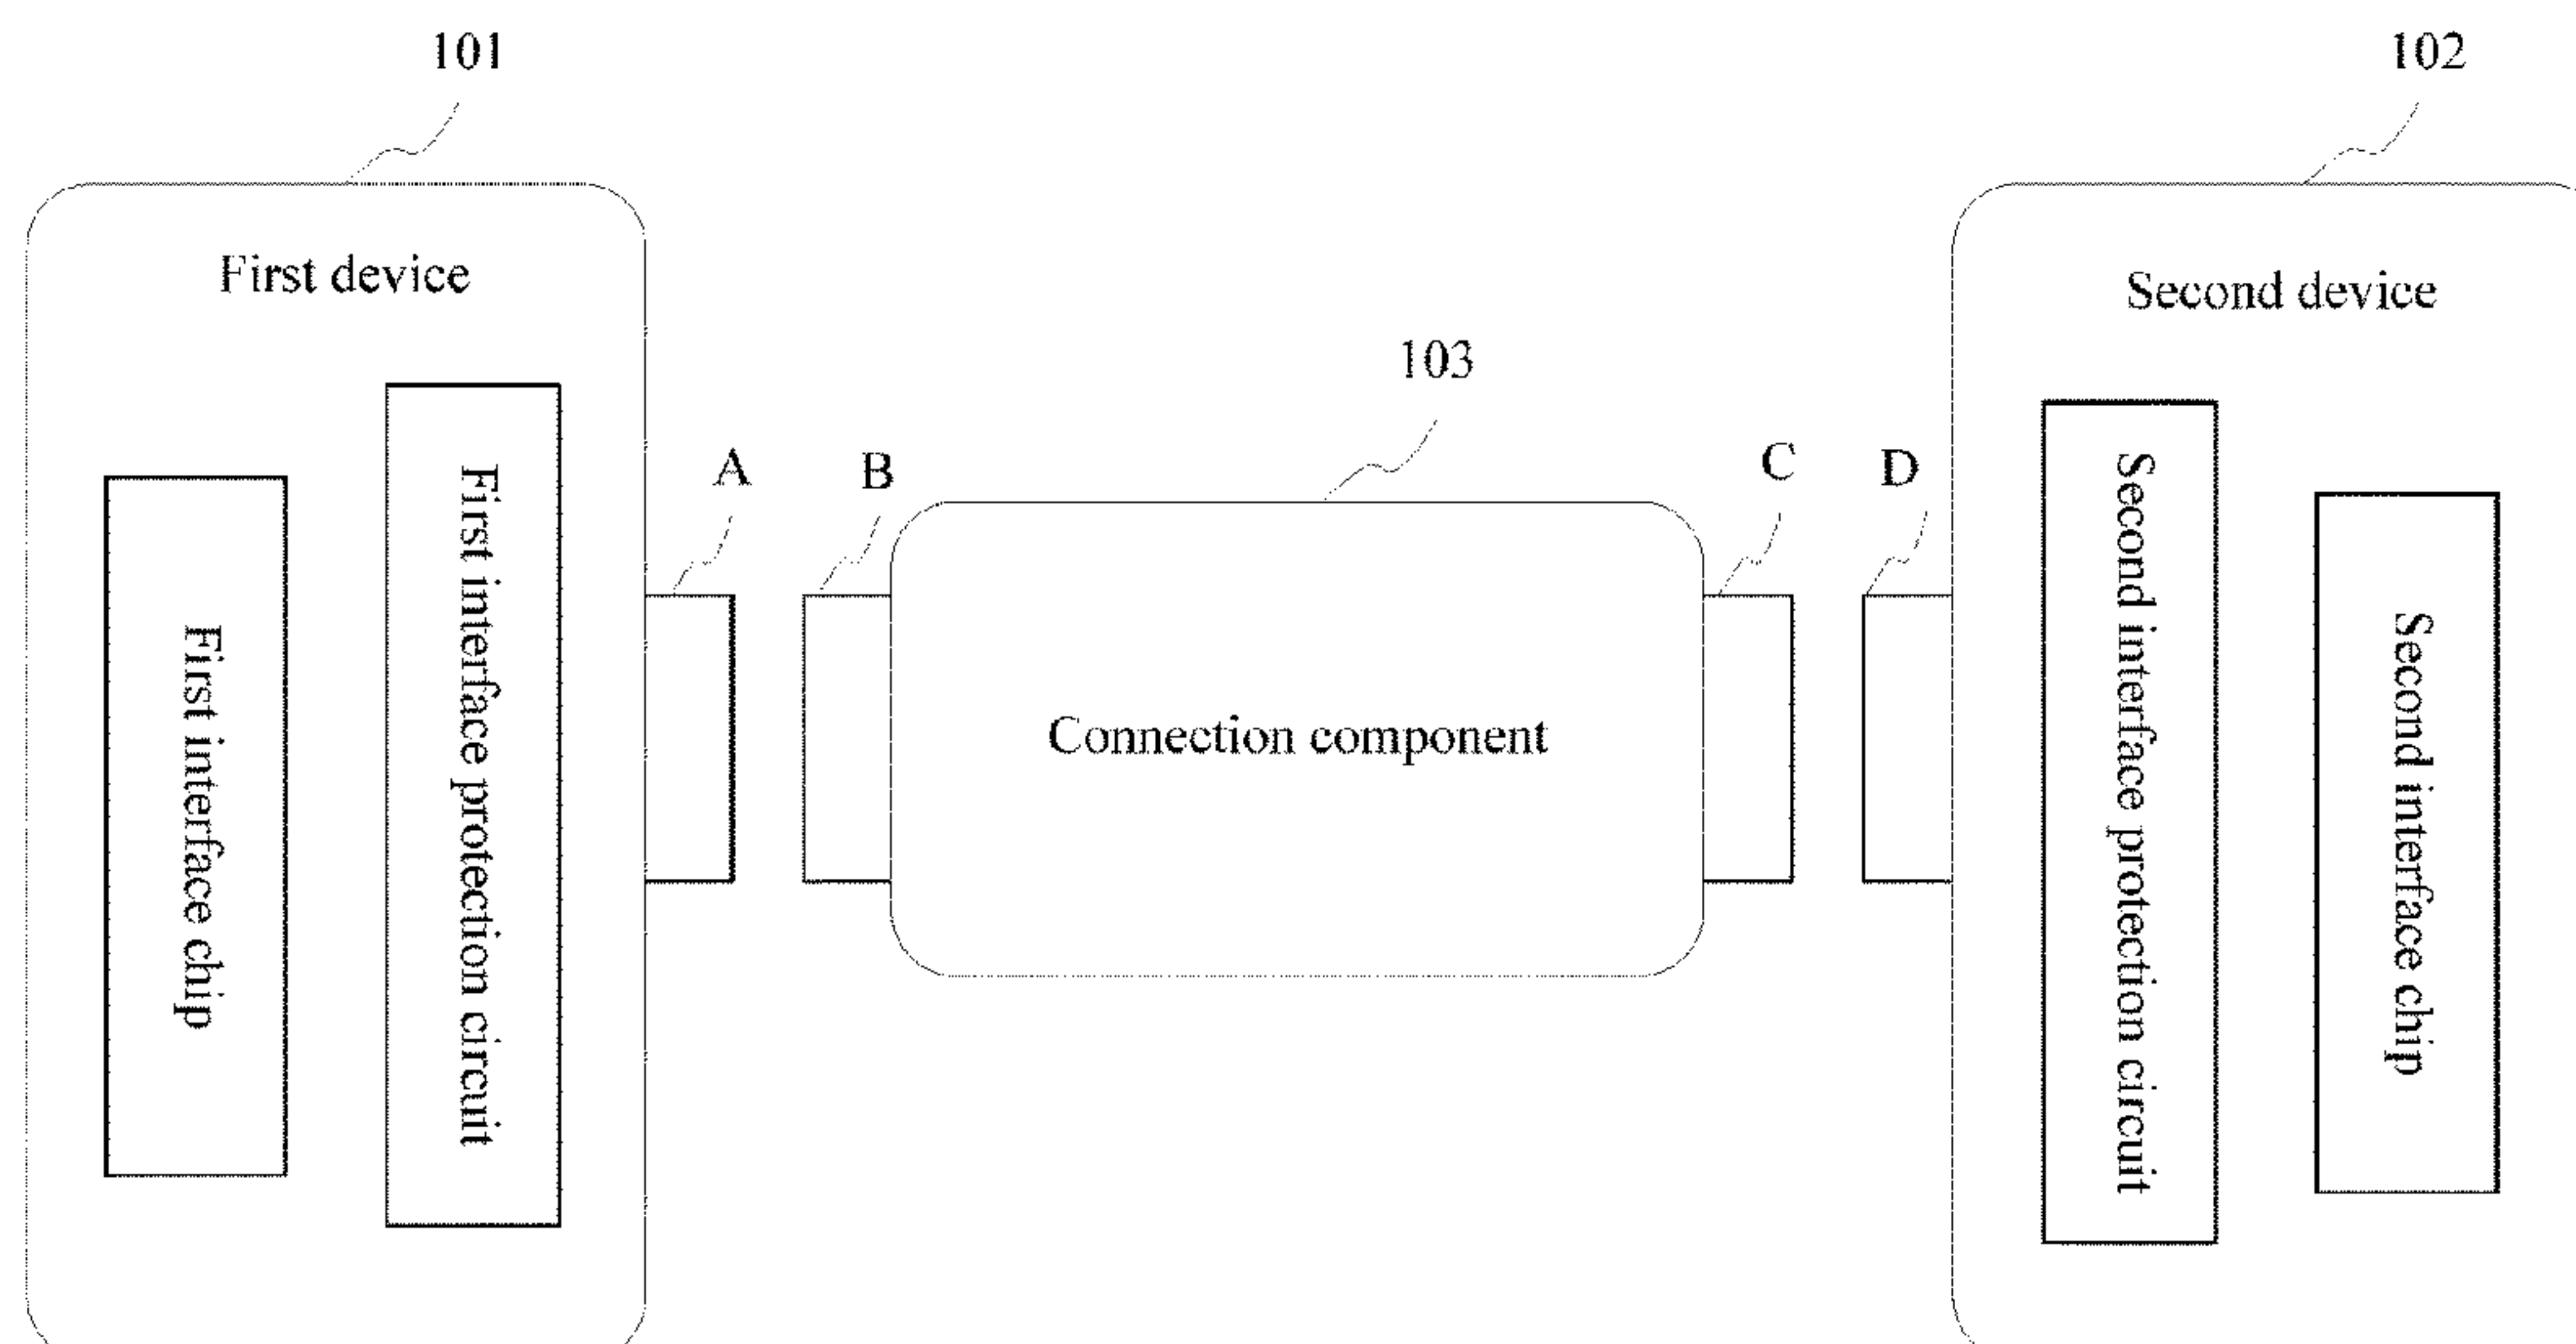 101
102
First device
Second device
103
A
B
C
D
First interface chip
First interface protection circuit
Connection component
Second interface protection circuit
Second interface chip